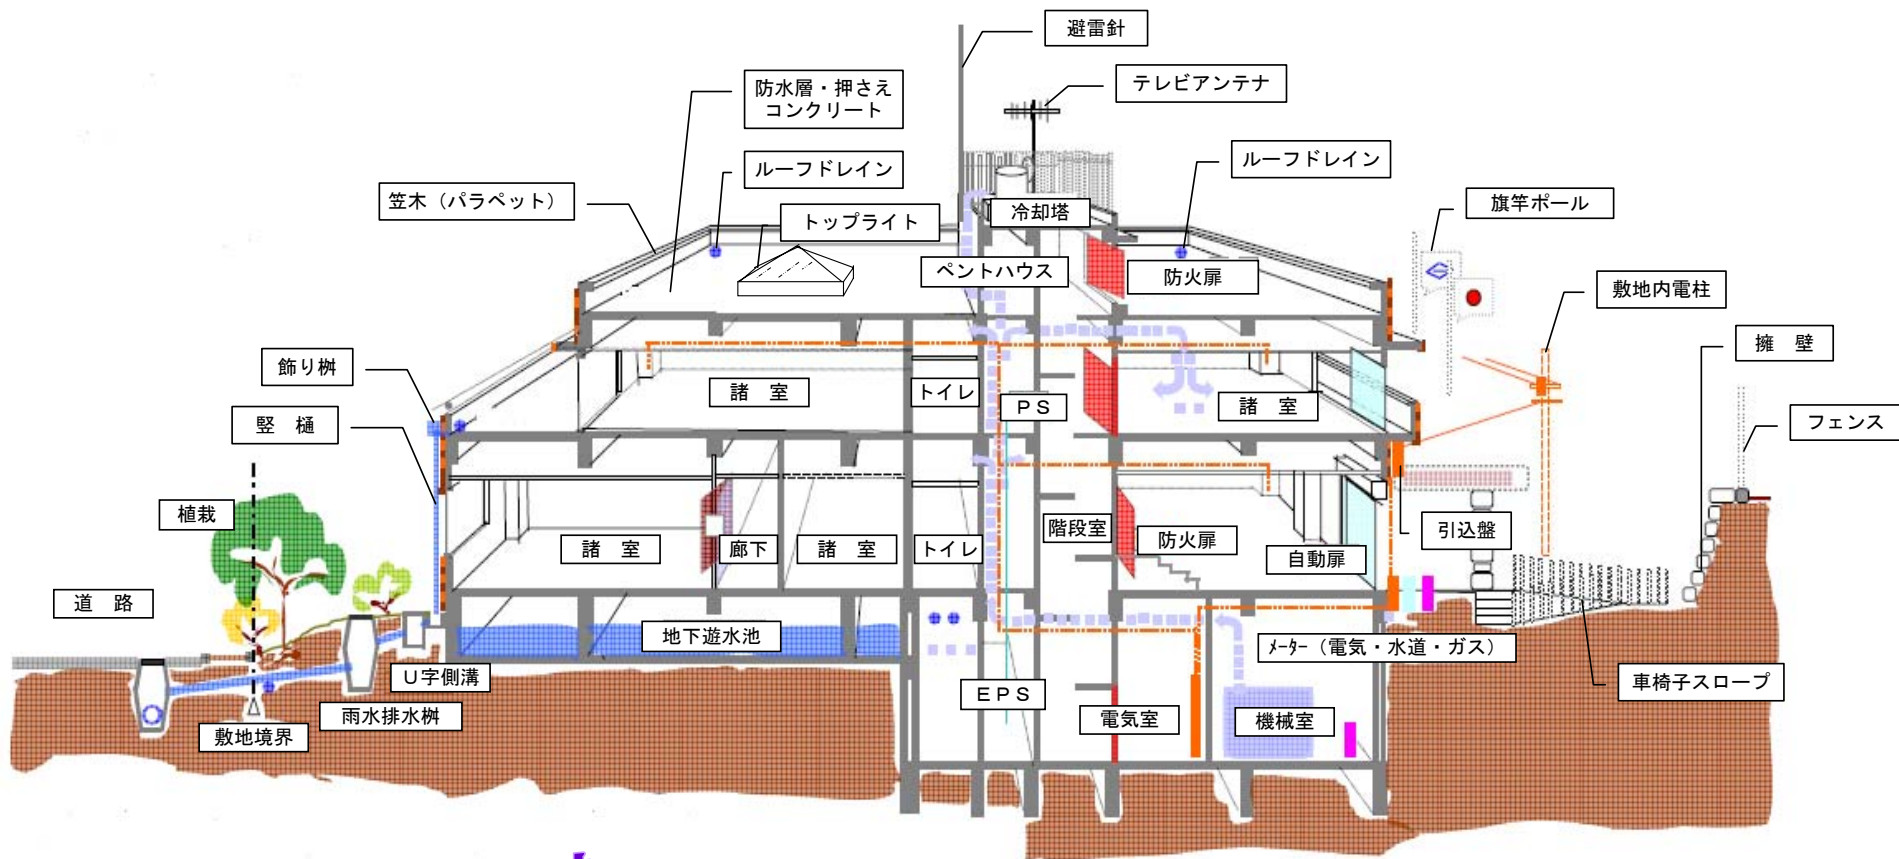 避雷針
テレビアンテナ
防水層・押さえ
コンクリート
ルーフドレイン
ルーフドレイン
笠木（パラペット）
トップライト
冷却塔
旗竿ポール
ペントハウス
防火扉
敷地内電柱
擁　壁
飾り桝
諸　室
トイレ
ＰＳ
諸　室
竪　樋
フェンス
植栽
諸　室
廊下
諸　室
トイレ
階段室
防火扉
自動扉
引込盤
道　路
地下遊水池
メーター（電気・水道・ガス）
Ｕ字側溝
車椅子スロープ
ＥＰＳ
雨水排水桝
電気室
機械室
敷地境界